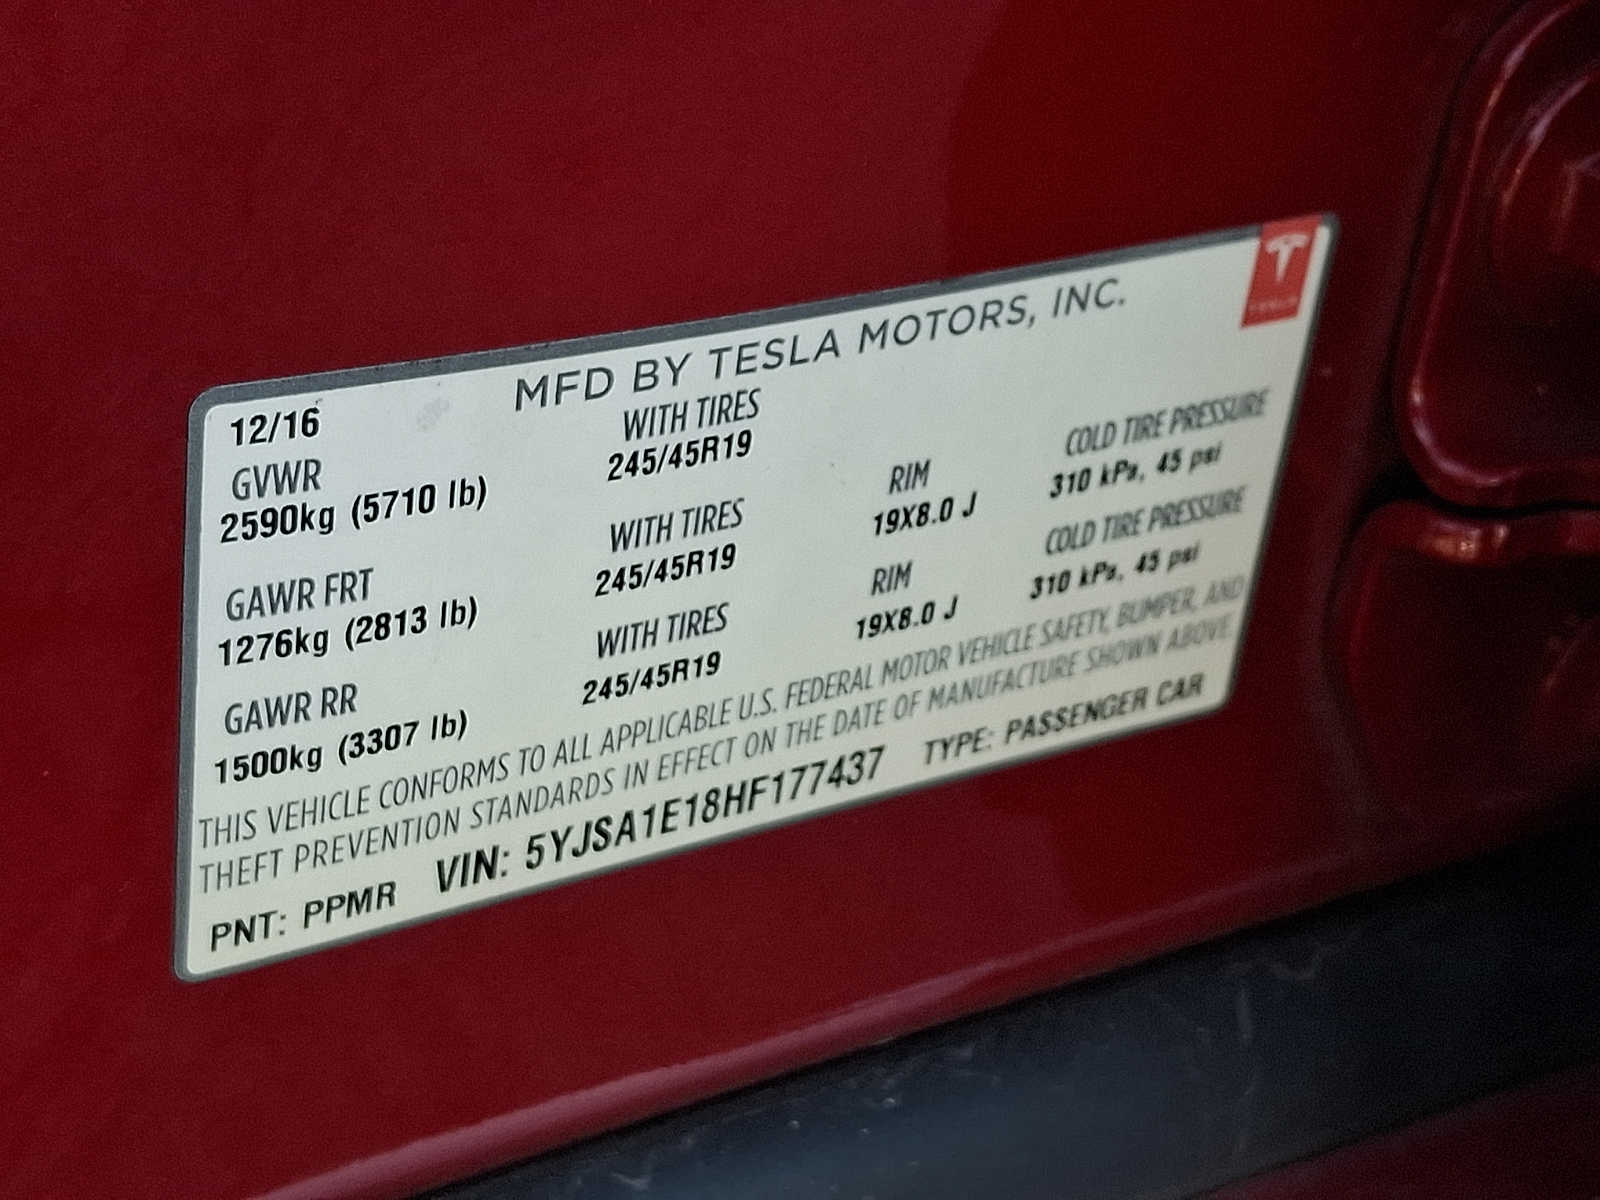 MFD BY TESLA MOTORS, INC.
TESLA
12/16
GVWR
2590kg (5710 lb)
WITH TIRES
245/45R19
GAWR FRT
1276kg (2813 lb)
WITH TIRES
245/45R19
RIM
19X8.0 J
COLD TIRE PRESSURE
310 kPa, 45 psi
GAWR RR
1500kg (3307 lb)
WITH TIRES
245/45R19
RIM
19X8.0 J
COLD TIRE PRESSURE
310 kPa, 45 psi
THIS VEHICLE CONFORMS TO ALL APPLICABLE U.S. FEDERAL MOTOR VEHICLE SAFETY, BUMPER, AND
THEFT PREVENTION STANDARDS IN EFFECT ON THE DATE OF MANUFACTURE SHOWN ABOVE.
PNT: PPMR VIN: 5YJSA1E18HF177437 TYPE: PASSENGER CAR